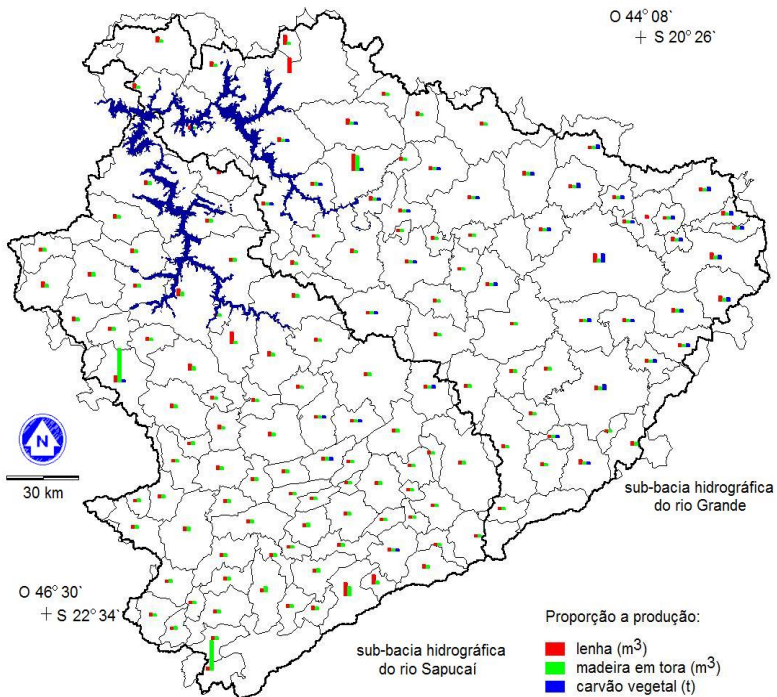 O 44° 08`
+ S 20° 26`
N
30 km
sub-bacia hidrográfica
do rio Grande
O 46° 30`
+ S 22° 34`
sub-bacia hidrográfica
do rio Sapucaí
Proporção a produção:
lenha (m³)
madeira em tora (m³)
carvão vegetal (t)